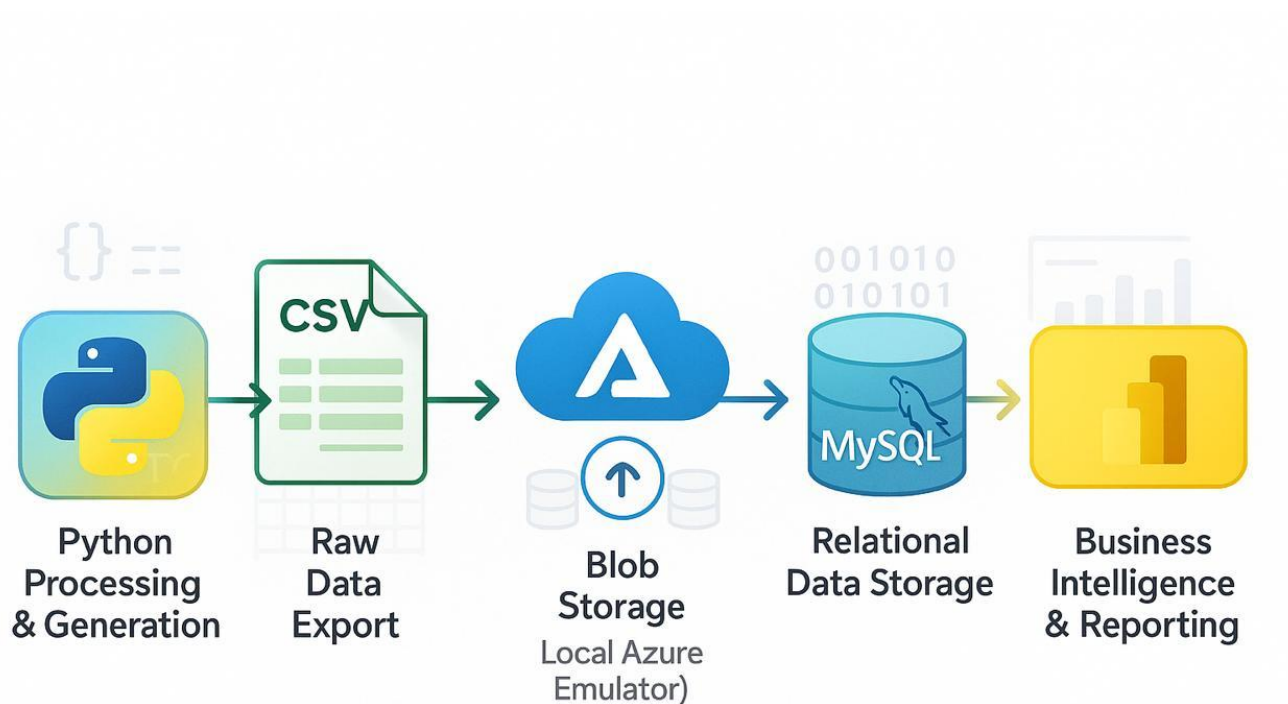 {} ==
001010
010101
CSV
MySQL
Python
Processing
& Generation
Raw
Data
Export
Blob
Storage
Local Azure
Emulator)
Relational
Data Storage
Business
Intelligence
& Reporting